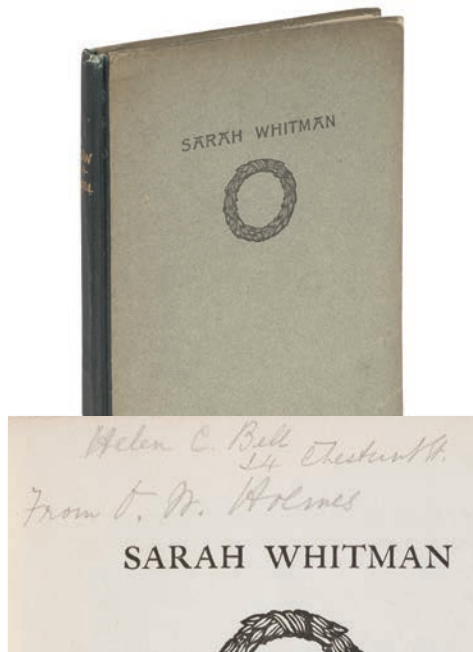 SARAH WHITMAN
Helen C. Bell
24 Chestnut St.
From O. W. Holmes
SARAH WHITMAN